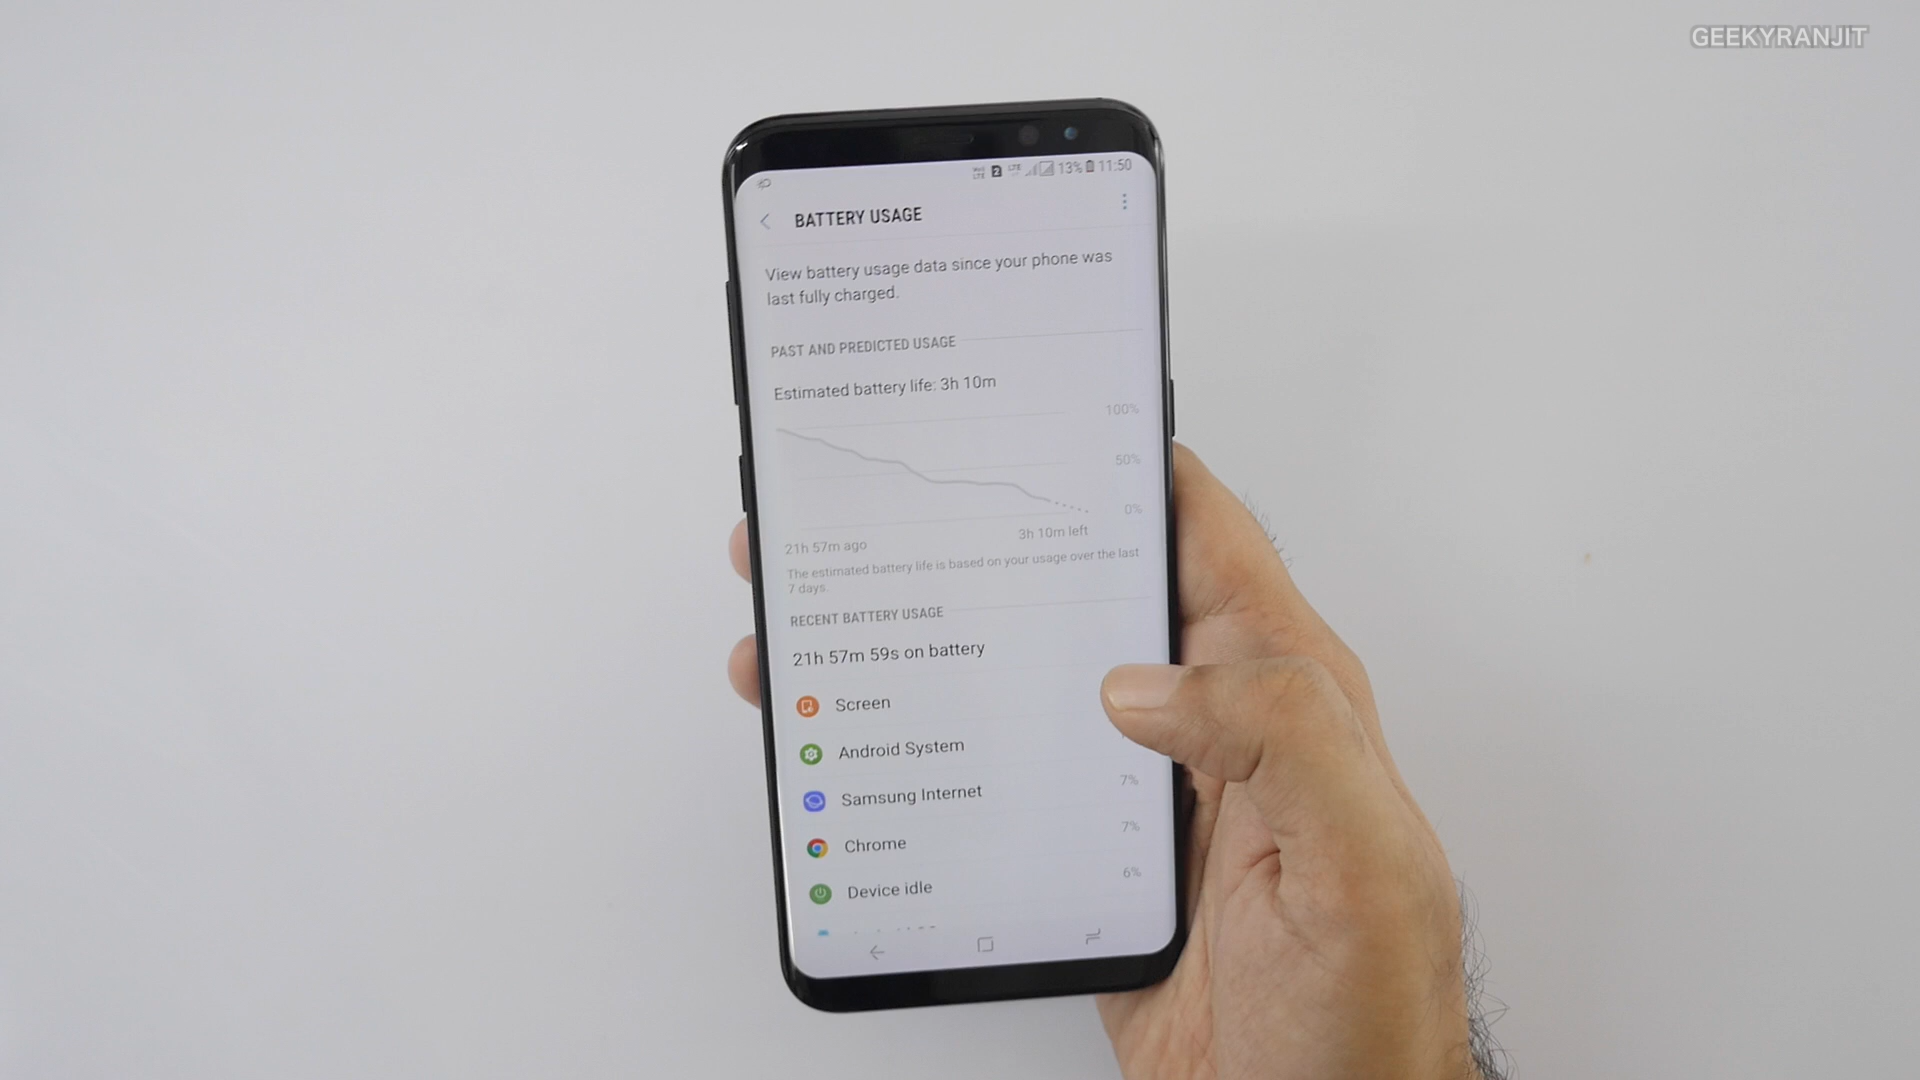 GEEKYRANJIT
LTE 2 LTE 13% 11:50
BATTERY USAGE
View battery usage data since your phone was
last fully charged.
PAST AND PREDICTED USAGE
Estimated battery life: 3h 10m
100%
50%
0%
21h 57m ago 3h 10m left
The estimated battery life is based on your usage over the last
7 days.
RECENT BATTERY USAGE
21h 57m 59s on battery
Screen
Android System
Samsung Internet 7%
Chrome 7%
Device idle 6%